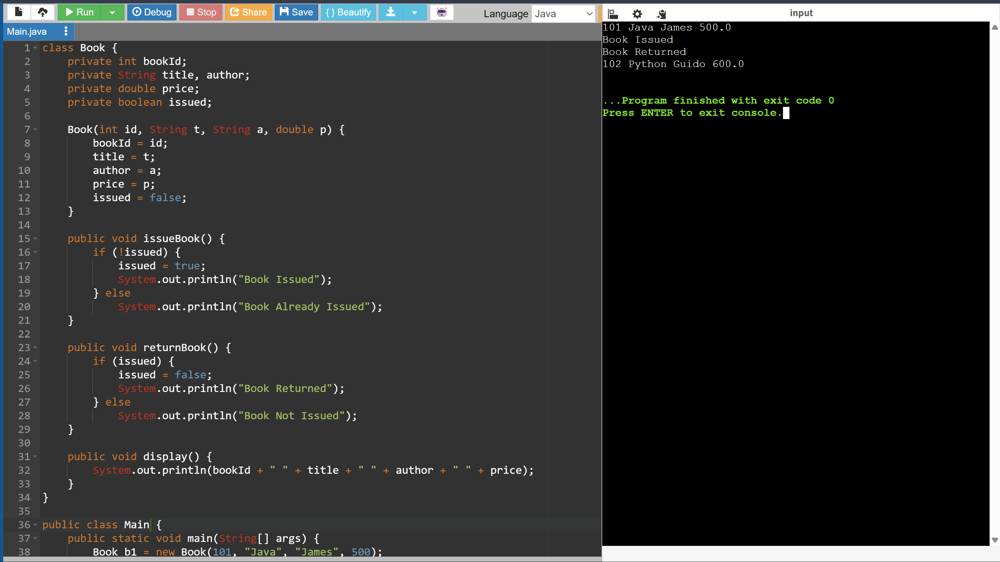 Run Debug Stop Share Save { } Beautify Language Java
Main.java
1 class Book {
2     private int bookId;
3     private String title, author;
4     private double price;
5     private boolean issued;
6
7     Book(int id, String t, String a, double p) {
8         bookId = id;
9         title = t;
10         author = a;
11         price = p;
12         issued = false;
13     }
14
15     public void issueBook() {
16         if (!issued) {
17             issued = true;
18             System.out.println("Book Issued");
19         } else
20             System.out.println("Book Already Issued");
21     }
22
23     public void returnBook() {
24         if (issued) {
25             issued = false;
26             System.out.println("Book Returned");
27         } else
28             System.out.println("Book Not Issued");
29     }
30
31     public void display() {
32         System.out.println(bookId + " " + title + " " + author + " " + price);
33     }
34 }
35
36 public class Main {
37     public static void main(String[] args) {
38         Book b1 = new Book(101, "Java", "James", 500);
input
101 Java James 500.0
Book Issued
Book Returned
102 Python Guido 600.0
...Program finished with exit code 0
Press ENTER to exit console.